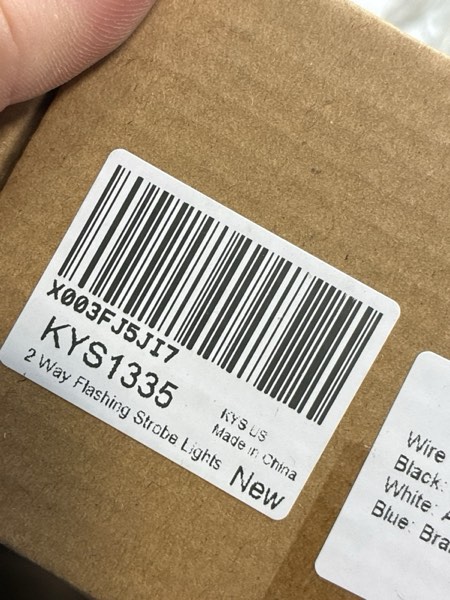 X003FJ5JI7
KYS1335
2 Way Flashing Strobe Lights
KYS US
Made in China
New
Wire
Black:
White:
Blue: